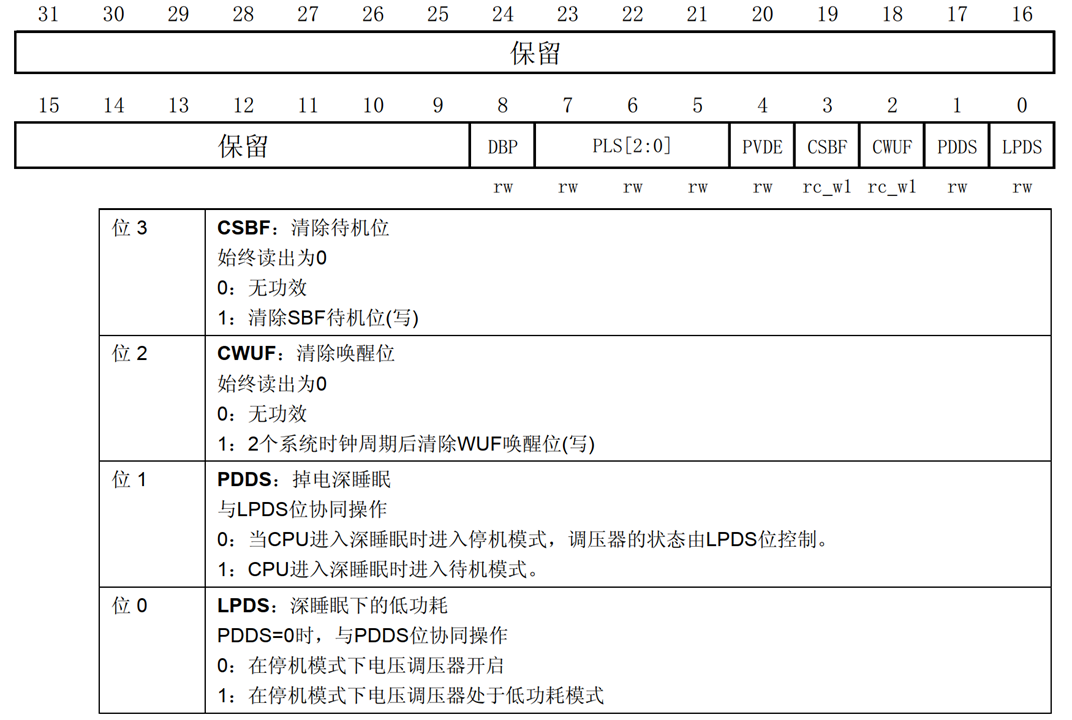 31 30 29 28 27 26 25 24 23 22 21 20 19 18 17 16
保留
15 14 13 12 11 10 9 8 7 6 5 4 3 2 1 0
保留 DBP PLS[2:0] PVDE CSBF CWUF PDDS LPDS
rw rw rw rw rw rc_w1 rc_w1 rw rw
位 3 CSBF：清除待机位
始终读出为0
0：无功效
1：清除SBF待机位(写)
位 2 CWUF：清除唤醒位
始终读出为0
0：无功效
1：2个系统时钟周期后清除WUF唤醒位(写)
位 1 PDDS：掉电深睡眠
与LPDS位协同操作
0：当CPU进入深睡眠时进入停机模式，调压器的状态由LPDS位控制。
1：CPU进入深睡眠时进入待机模式。
位 0 LPDS：深睡眠下的低功耗
PDDS=0时，与PDDS位协同操作
0：在停机模式下电压调压器开启
1：在停机模式下电压调压器处于低功耗模式